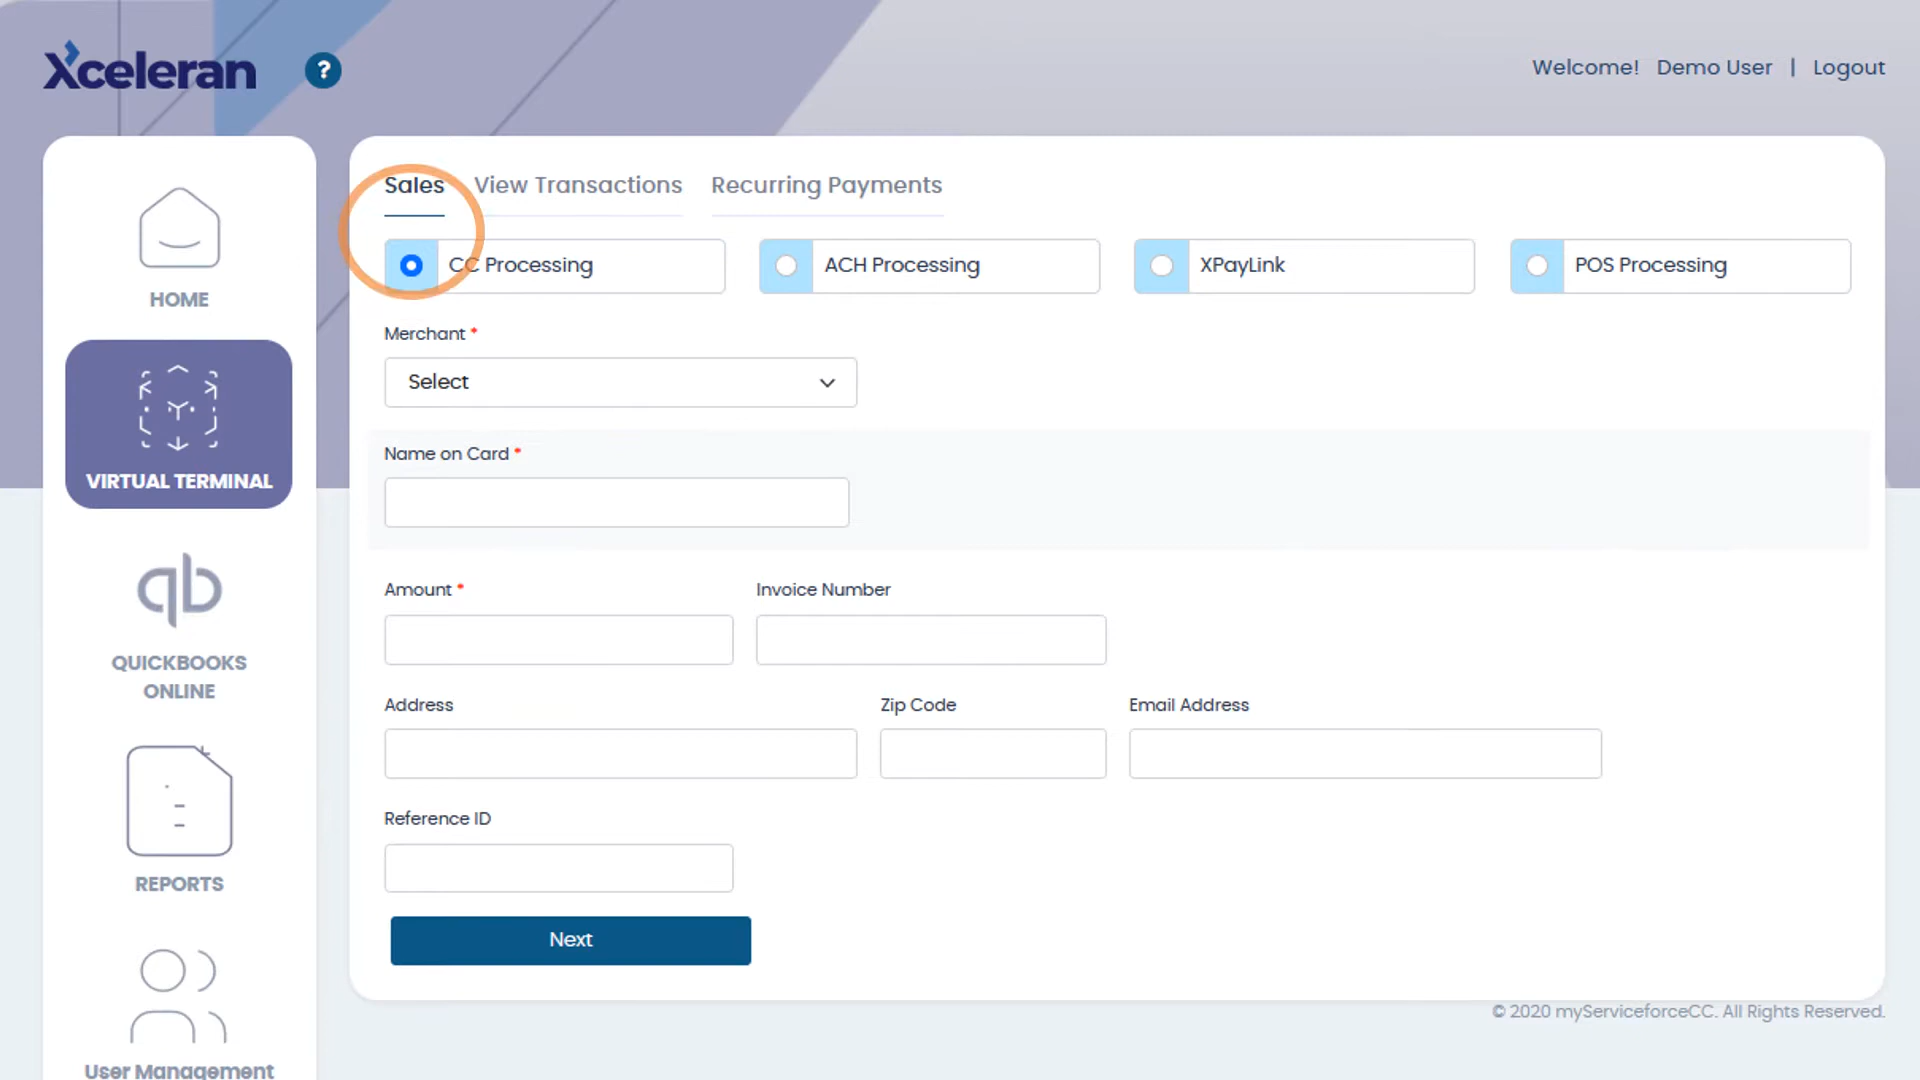 Xceleran
?
Welcome! Demo User | Logout
HOME
VIRTUAL TERMINAL
QUICKBOOKS
ONLINE
REPORTS
User Management
Sales View Transactions Recurring Payments
CC Processing
ACH Processing
XPayLink
POS Processing
Merchant *
Select
Name on Card *
Amount *
Invoice Number
Address
Zip Code
Email Address
Reference ID
Next
© 2020 myServiceforceCC. All Rights Reserved.